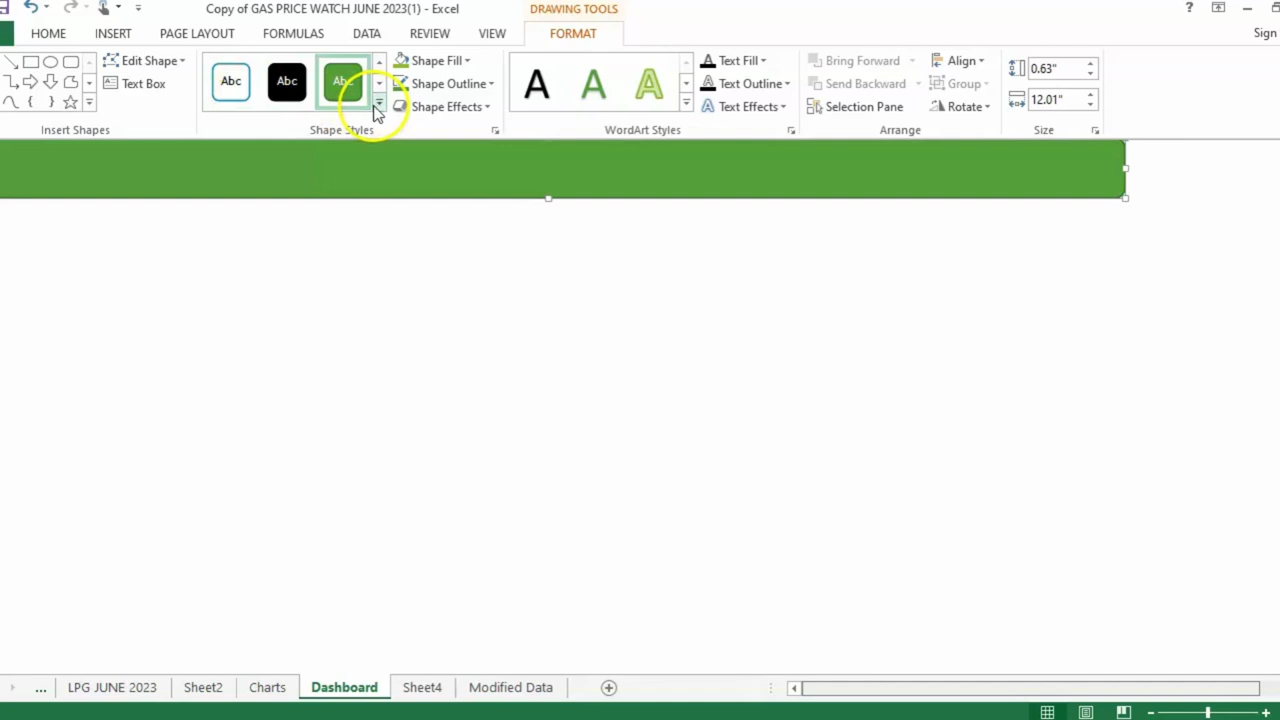 Copy of GAS PRICE WATCH JUNE 2023(1) - Excel
DRAWING TOOLS
?
HOME INSERT PAGE LAYOUT FORMULAS DATA REVIEW VIEW FORMAT Sign
Edit Shape
Text Box
Insert Shapes
Abc Abc Abc
Shape Fill
Shape Outline
Shape Effects
Shape Styles
A A A
Text Fill
Text Outline
Text Effects
WordArt Styles
Bring Forward
Send Backward
Selection Pane
Align
Group
Rotate
Arrange
0.63"
12.01"
Size
... LPG JUNE 2023 Sheet2 Charts Dashboard Sheet4 Modified Data